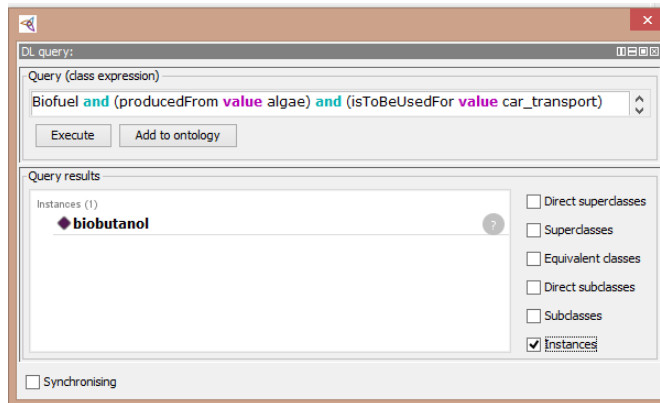 DL query:
Query (class expression)
Biofuel and (producedFrom value algae) and (isToBeUsedFor value car_transport)
Execute Add to ontology
Query results
Instances (1)
biobutanol ?
Direct superclasses
Superclasses
Equivalent classes
Direct subclasses
Subclasses
Instances
Synchronising